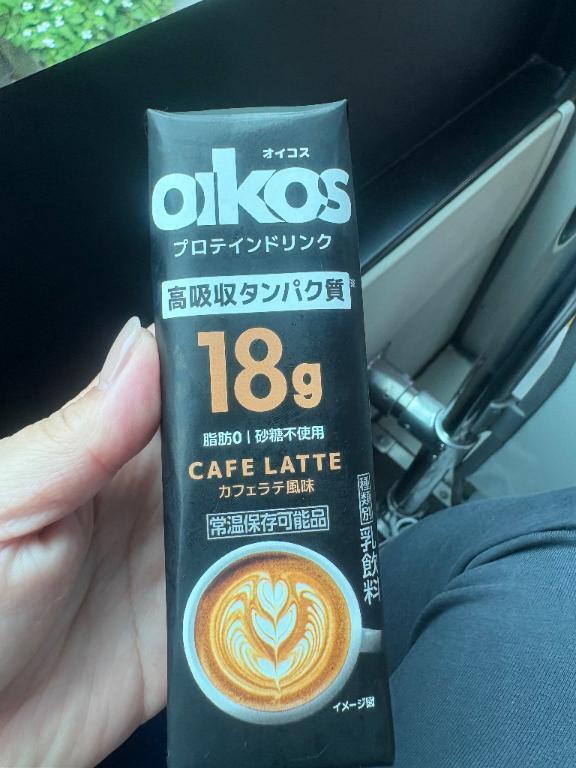 オイコス
oikos
プロテインドリンク
高吸収タンパク質※
18g
脂肪0 | 砂糖不使用
CAFE LATTE
カフェラテ風味
常温保存可能品
種類別
乳飲料
イメージ図